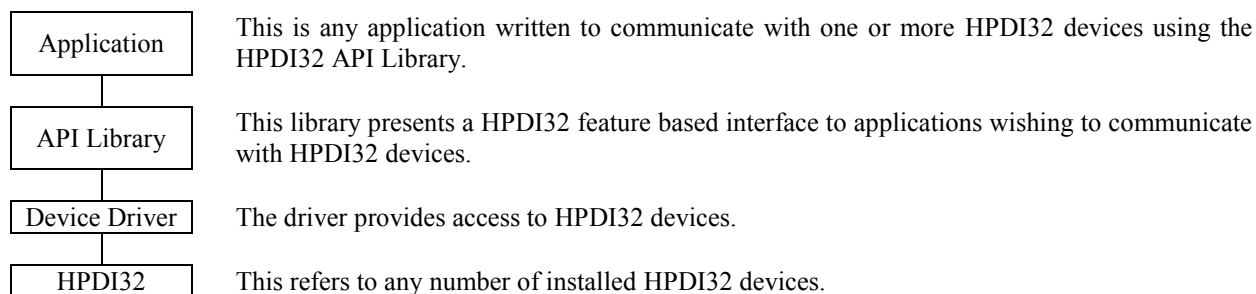 Application
This is any application written to communicate with one or more HPDI32 devices using the
HPDI32 API Library.
API Library
This library presents a HPDI32 feature based interface to applications wishing to communicate
with HPDI32 devices.
Device Driver
The driver provides access to HPDI32 devices.
HPDI32
This refers to any number of installed HPDI32 devices.